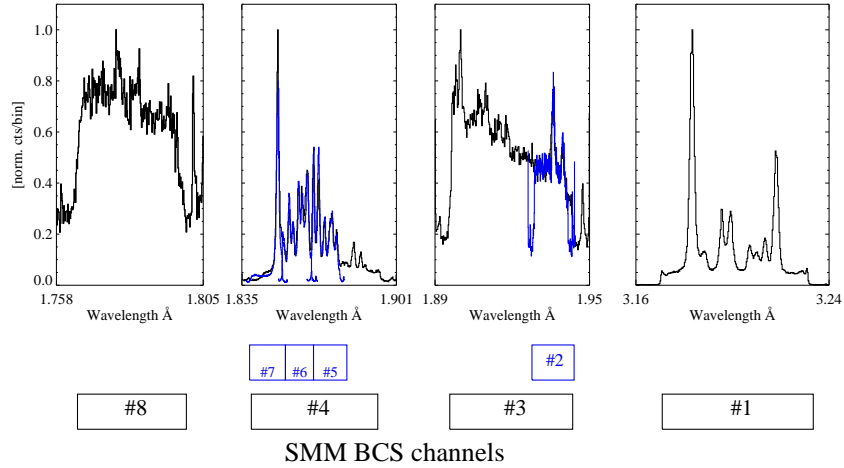 [norm. cts/bin]
1.0
0.8
0.6
0.4
0.2
0.0
1.758 1.805 1.835 1.901 1.89 1.95 3.16 3.24
Wavelength Å Wavelength Å Wavelength Å Wavelength Å
#7 #6 #5 #2
#8 #4 #3 #1
SMM BCS channels